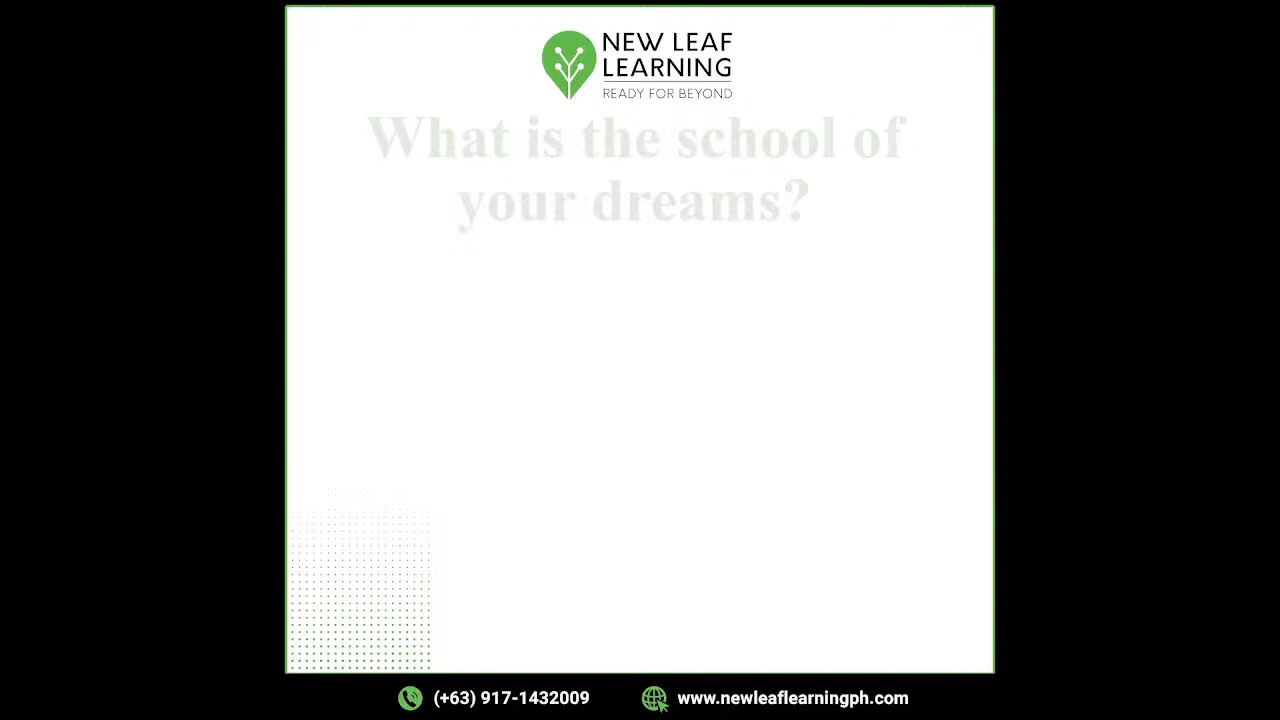 NEW LEAF
LEARNING
READY FOR BEYOND
What is the school of
your dreams?
(+63) 917-1432009
www.newleaflearningph.com